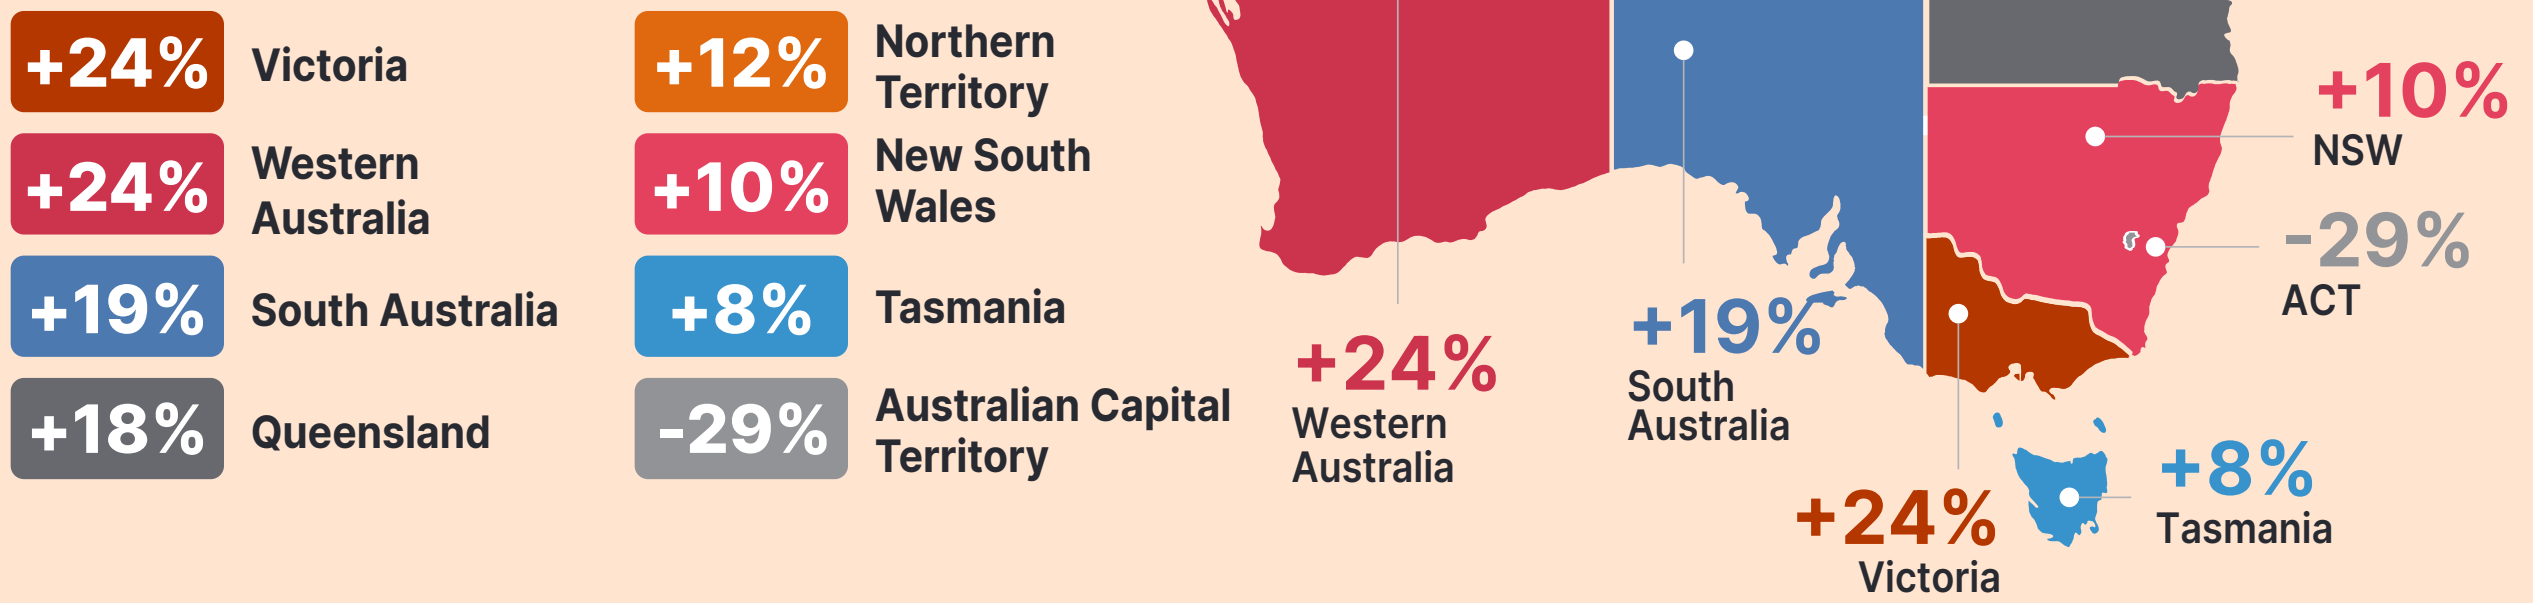 +24% Victoria
+24% Western
Australia
+19% South Australia
+18% Queensland
+12% Northern
Territory
+10% New South
Wales
+8% Tasmania
-29% Australian Capital
Territory
+24%
Western
Australia
+19%
South
Australia
+24%
Victoria
+10%
NSW
-29%
ACT
+8%
Tasmania